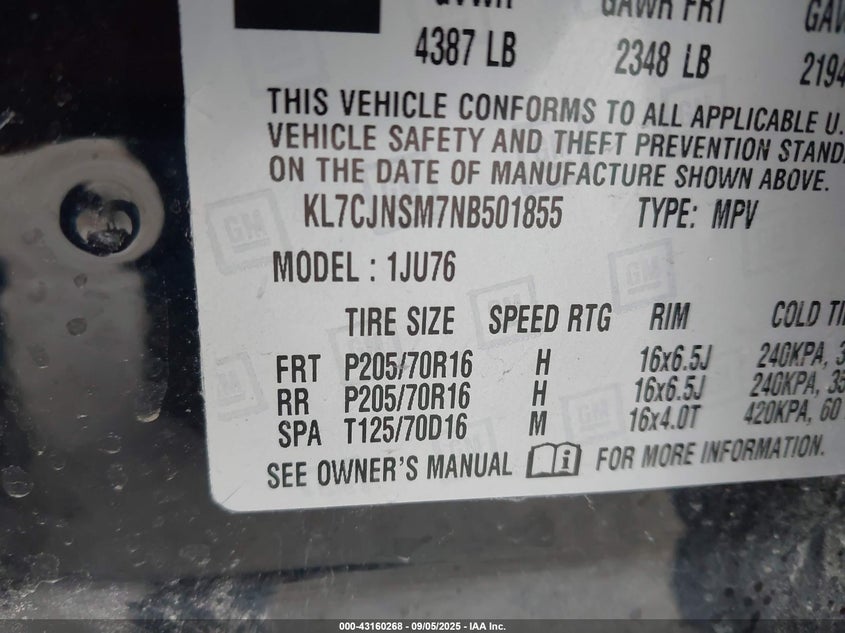 GVWR GAWR FRT
4387 LB 2348 LB 2194
THIS VEHICLE CONFORMS TO ALL APPLICABLE U.
VEHICLE SAFETY AND THEFT PREVENTION STAND
ON THE DATE OF MANUFACTURE SHOWN ABOVE.
KL7CJNSM7NB501855 TYPE: MPV
MODEL : 1JU76
TIRE SIZE SPEED RTG RIM COLD TI
FRT P205/70R16 H 16x6.5J 240KPA, 3
RR P205/70R16 H 16x6.5J 240KPA, 35
SPA T125/70D16 M 16x4.0T 420KPA, 60
SEE OWNER'S MANUAL i FOR MORE INFORMATION.
GM
000-43160268 - 09/05/2025 - IAA Inc.